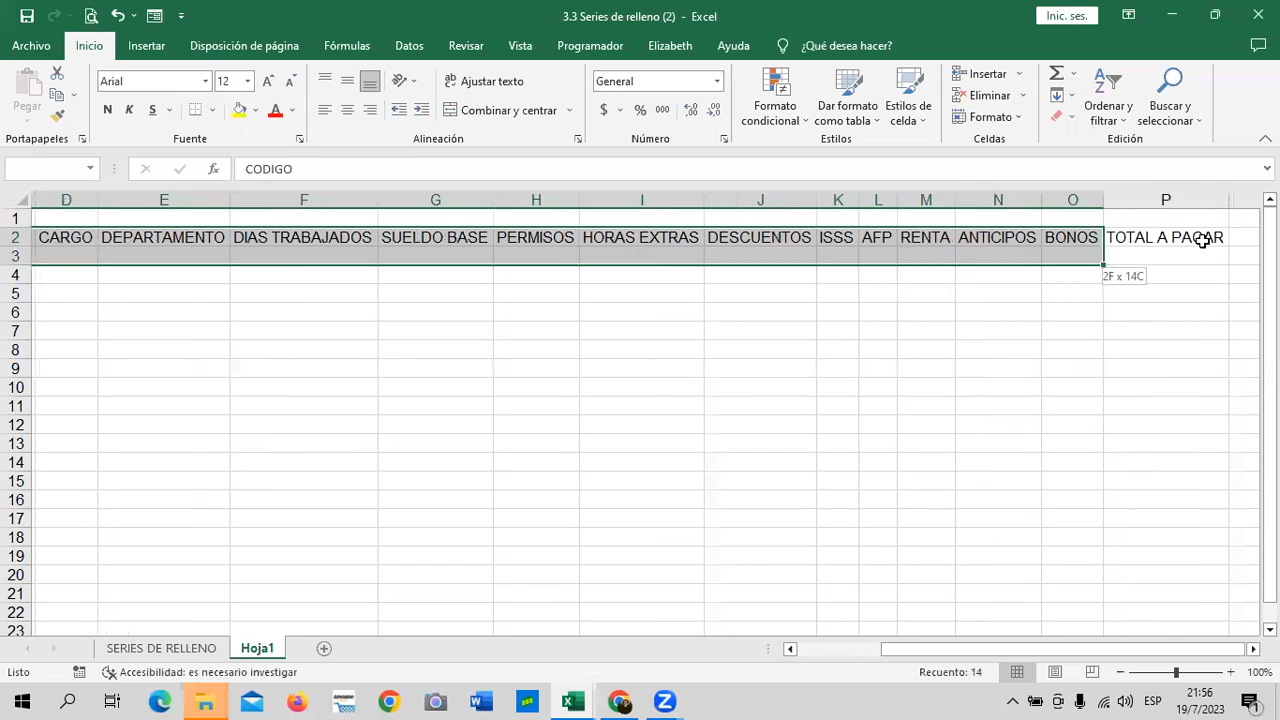 3.3 Series de relleno (2) - Excel
Inic. ses.
Archivo Inicio Insertar Disposición de página Fórmulas Datos Revisar Vista Programador Elizabeth Ayuda ¿Qué desea hacer?
Pegar
Arial 12
N K S
Ajustar texto
Combinar y centrar
General
$ % 000
Formato condicional
Dar formato como tabla
Estilos de celda
Insertar
Eliminar
Formato
Ordenar y filtrar
Buscar y seleccionar
Portapapeles Fuente Alineación Número Estilos Celdas Edición
fx CODIGO
D E F G H I J K L M N O P
1
2 CARGO DEPARTAMENTO DIAS TRABAJADOS SUELDO BASE PERMISOS HORAS EXTRAS DESCUENTOS ISSS AFP RENTA ANTICIPOS BONOS TOTAL A PAGAR
3
2F x 14C
4
5
6
7
8
9
10
11
12
13
14
15
16
17
18
19
20
21
22
23
SERIES DE RELLENO Hoja1
Listo Accesibilidad: es necesario investigar Recuento: 14 100%
ESP 21:56
19/7/2023